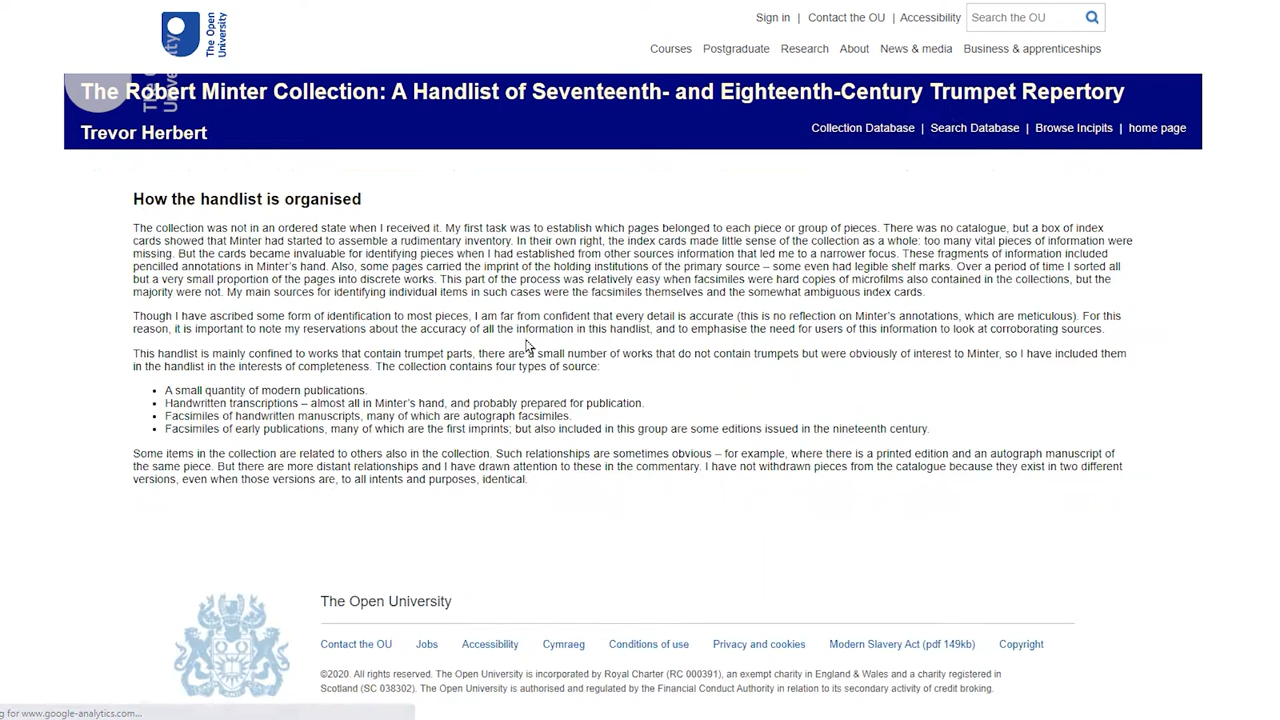 The Open University
Sign in | Contact the OU | Accessibility
Search the OU
Courses Postgraduate Research About News & media Business & apprenticeships
The Robert Minter Collection: A Handlist of Seventeenth- and Eighteenth-Century Trumpet Repertory
Trevor Herbert
Collection Database | Search Database | Browse Incipits | home page
How the handlist is organised
The collection was not in an ordered state when I received it. My first task was to establish which pages belonged to each piece or group of pieces. There was no catalogue, but a box of index
cards showed that Minter had started to assemble a rudimentary inventory. In their own right, the index cards made little sense of the collection as a whole: too many vital pieces of information were
missing. But the cards became invaluable for identifying pieces when I had established from other sources information that led me to a narrower focus. These fragments of information included
pencilled annotations in Minter's hand. Also, some pages carried the imprint of the holding institutions of the primary source – some even had legible shelf marks. Over a period of time I sorted all
but a very small proportion of the pages into discrete works. This part of the process was relatively easy when facsimiles were hard copies of microfilms also contained in the collections, but the
majority were not. My main sources for identifying individual items in such cases were the facsimiles themselves and the somewhat ambiguous index cards.
Though I have ascribed some form of identification to most pieces, I am far from confident that every detail is accurate (this is no reflection on Minter's annotations, which are meticulous). For this
reason, it is important to note my reservations about the accuracy of all the information in this handlist, and to emphasise the need for users of this information to look at corroborating sources.
This handlist is mainly confined to works that contain trumpet parts, there are a small number of works that do not contain trumpets but were obviously of interest to Minter, so I have included them
in the handlist in the interests of completeness. The collection contains four types of source:
• A small quantity of modern publications.
• Handwritten transcriptions – almost all in Minter's hand, and probably prepared for publication.
• Facsimiles of handwritten manuscripts, many of which are autograph facsimiles.
• Facsimiles of early publications, many of which are the first imprints; but also included in this group are some editions issued in the nineteenth century.
Some items in the collection are related to others also in the collection. Such relationships are sometimes obvious – for example, where there is a printed edition and an autograph manuscript of
the same piece. But there are more distant relationships and I have drawn attention to these in the commentary. I have not withdrawn pieces from the catalogue because they exist in two different
versions, even when those versions are, to all intents and purposes, identical.
The Open University
Contact the OU Jobs Accessibility Cymraeg Conditions of use Privacy and cookies Modern Slavery Act (pdf 149kb) Copyright
©2020. All rights reserved. The Open University is incorporated by Royal Charter (RC 000391), an exempt charity in England & Wales and a charity registered in
Scotland (SC 038302). The Open University is authorised and regulated by the Financial Conduct Authority in relation to its secondary activity of credit broking.
g for www.google-analytics.com...